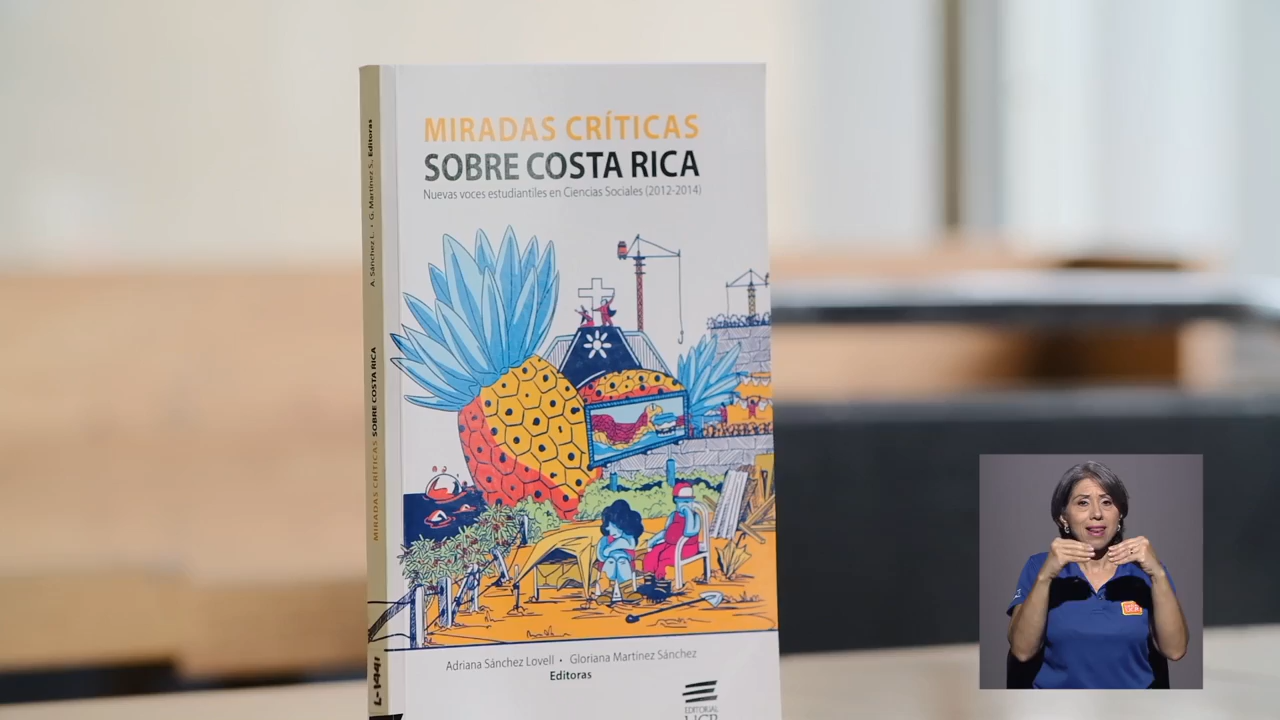 MIRADAS CRÍTICAS
SOBRE COSTA RICA
Nuevas voces estudiantiles en Ciencias Sociales (2012-2014)
Adriana Sánchez Lovell • Gloriana Martínez Sánchez
Editoras
EDITORIAL
UCR
A. Sánchez L. • G. Martínez S. Editoras
MIRADAS CRÍTICAS SOBRE COSTA RICA
L-1441